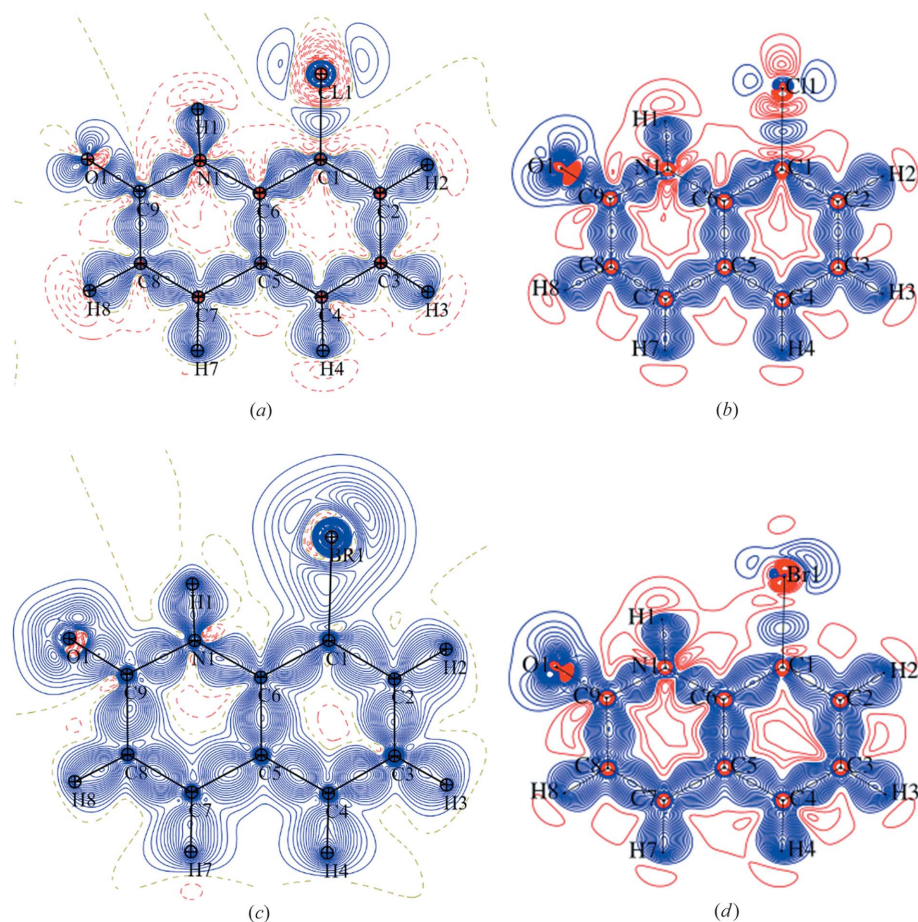 CL1
H1
O1
N1
C1
H2
C9
C6
C2
C8
C5
C3
H8
C7
C4
H3
H7
H4
(a)
Cl1
H1
O1
N1
C1
H2
C9
C6
C2
C8
C5
C3
H8
C7
C4
H3
H7
H4
(b)
BR1
H1
O1
N1
C1
H2
C9
C6
C2
C8
C5
C3
H8
C7
C4
H3
H7
H4
(c)
Br1
H1
O1
N1
C1
H2
C9
C6
C2
C8
C5
C3
H8
C7
C4
H3
H7
H4
(d)